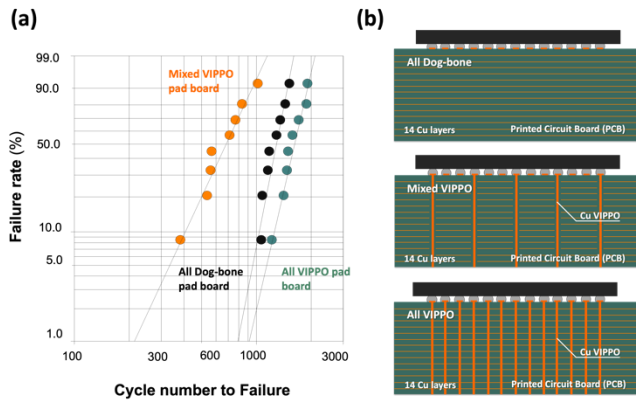 (a)
99.0
90.0
50.0
10.0
5.0
1.0
Failure rate (%)
Mixed VIPPO
pad board
All Dog-bone
pad board
All VIPPO pad
board
100
300
600
1000
3000
Cycle number to Failure
(b)
All Dog-bone
14 Cu layers
Printed Circuit Board (PCB)
Mixed VIPPO
Cu VIPPO
14 Cu layers
Printed Circuit Board (PCB)
All VIPPO
Cu VIPPO
14 Cu layers
Printed Circuit Board (PCB)